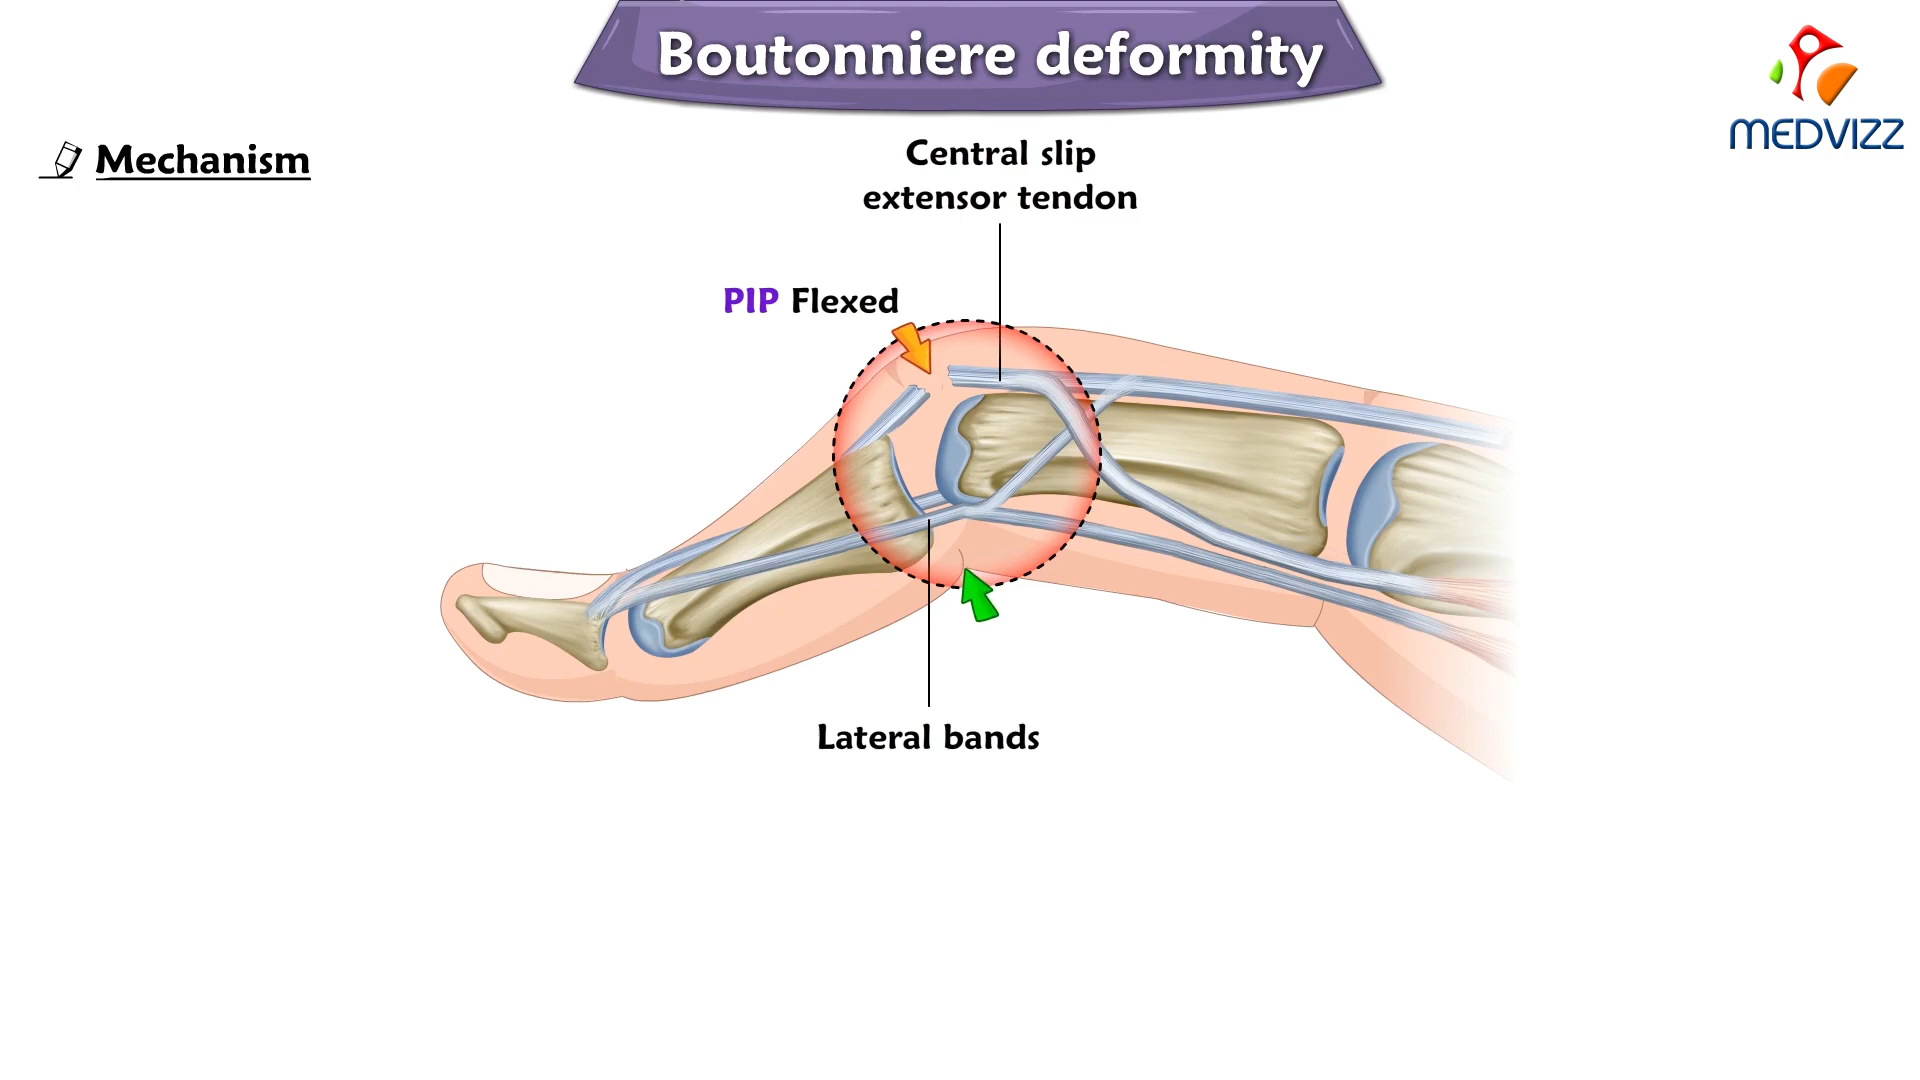 Boutonniere deformity
MEDVIZZ
Mechanism
Central slip
extensor tendon
PIP Flexed
Lateral bands